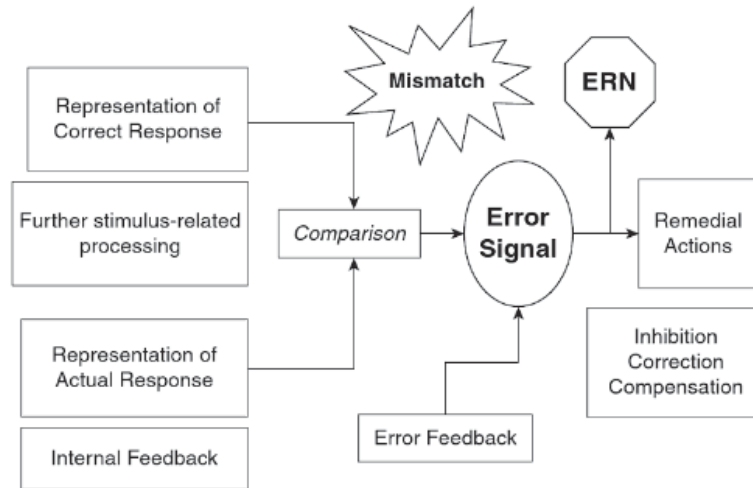 Mismatch
ERN
Representation of
Correct Response
Further stimulus-related
processing
Comparison
Error
Signal
Remedial
Actions
Representation of
Actual Response
Inhibition
Correction
Compensation
Error Feedback
Internal Feedback